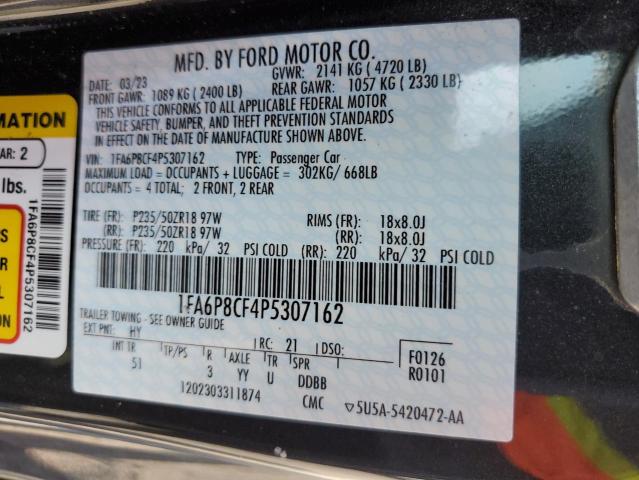 MFD. BY FORD MOTOR CO.
03/23
GVWR: 2141 KG ( 4720 LB)
FRONT GAWR: 1089 KG ( 2400 LB)
REAR GAWR: 1057 KG ( 2330 LB)
THIS VEHICLE CONFORMS TO ALL APPLICABLE FEDERAL MOTOR
VEHICLE SAFETY, BUMPER, AND THEFT PREVENTION STANDARDS
IN EFFECT ON THE DATE OF MANUFACTURE SHOWN ABOVE.
VIN: 1FA6P8CF4P5307162 TYPE: Passenger Car
MAXIMUM LOAD = OCCUPANTS + LUGGAGE = 302KG/ 668LB
OCCUPANTS = 4 TOTAL; 2 FRONT, 2 REAR
TIRE (FR): P235/50ZR18 97W RIMS (FR): 18x8.0J
(RR): P235/50ZR18 97W (RR): 18x8.0J
PRESSURE (FR): 220 kPa/ 32 PSI COLD (RR): 220 kPa/ 32 PSI COLD
1FA6P8CF4P5307162
TRAILER TOWING - SEE OWNER GUIDE
EXT PNT: HY RC: 21 DSO: F0126
INT TR TP/PS R AXLE TR SPR R0101
51 3 YY U DDBB
1202303311874 CMC ▽5U5A-5420472-AA
MATION
AR: 2
lbs.
S
R
L
ON
1FA6P8CF4P5307162